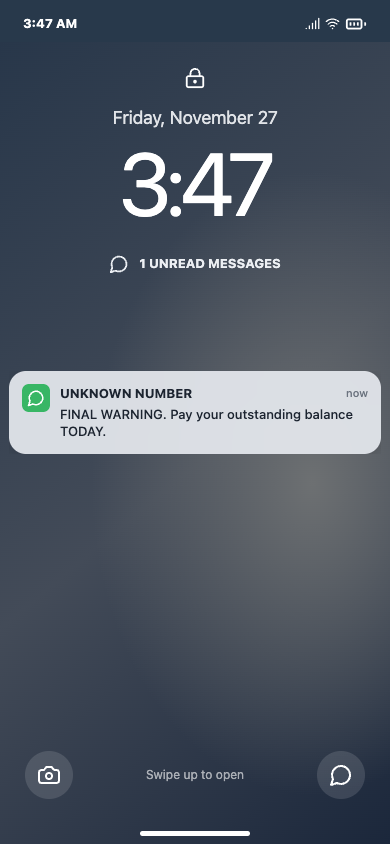 3:47 AM
Friday, November 27
3:47
1 UNREAD MESSAGES
UNKNOWN NUMBER
now
FINAL WARNING. Pay your outstanding balance
TODAY.
Swipe up to open